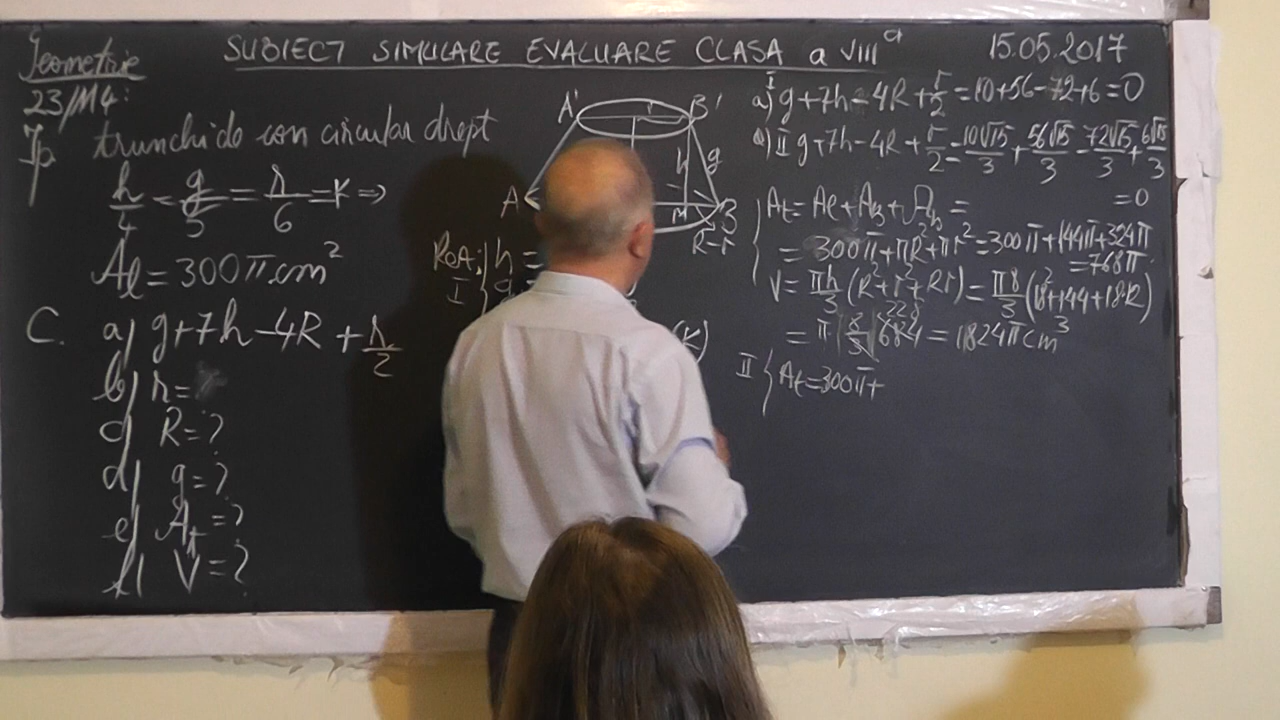 SUBIECT SIMULARE EVALUARE CLASA a VIII a
15.05.2017
Geometrie
23/M4:
Ip. trunchi de con circular drept
h/4 = g/5 = r/6 = K ⇒
Al = 300π cm²
C. a) g+7h-4R+r/2
b) h=
c) R=?
d) g=?
e) At=?
f) V=?
A' r B'
h g
A M B
R-r
Rez: h=
I g=
(K)
a) I g+7h-4R+r/2=10+56-72+6=0
a) II g+7h-4R+r/2=10√15/3+56√15/3-72√15/3+6√15/3
=0
At=Al+AB+Ab=
=300π+πR²+πr²=300π+144π+324π
=768π
V=πh/3(R²+r²+Rr)=π8/3(18²+144+18·12)
=π 8/3 684 228 = 1824πcm³
II At=300π+